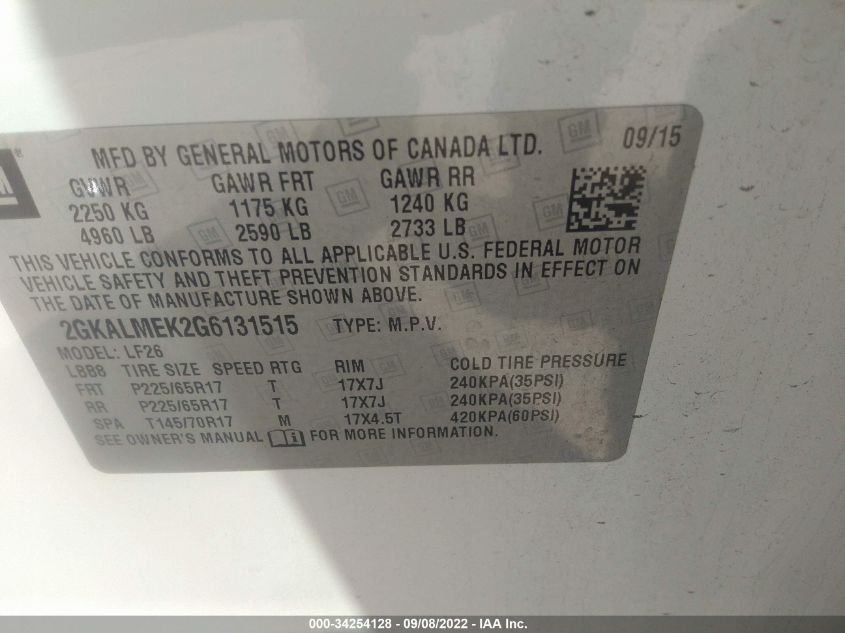 GM ®
MFD BY GENERAL MOTORS OF CANADA LTD. 09/15
GVWR GAWR FRT GAWR RR
2250 KG 1175 KG 1240 KG
4960 LB 2590 LB 2733 LB
THIS VEHICLE CONFORMS TO ALL APPLICABLE U.S. FEDERAL MOTOR
VEHICLE SAFETY AND THEFT PREVENTION STANDARDS IN EFFECT ON
THE DATE OF MANUFACTURE SHOWN ABOVE.
2GKALMEK2G6131515 TYPE: M.P.V.
MODEL: LF26
LBB8 TIRE SIZE SPEED RTG RIM COLD TIRE PRESSURE
FRT P225/65R17 T 17X7J 240KPA(35PSI)
RR P225/65R17 T 17X7J 240KPA(35PSI)
SPA T145/70R17 M 17X4.5T 420KPA(60PSI)
SEE OWNER'S MANUAL FOR MORE INFORMATION.
000-34254128 - 09/08/2022 - IAA Inc.